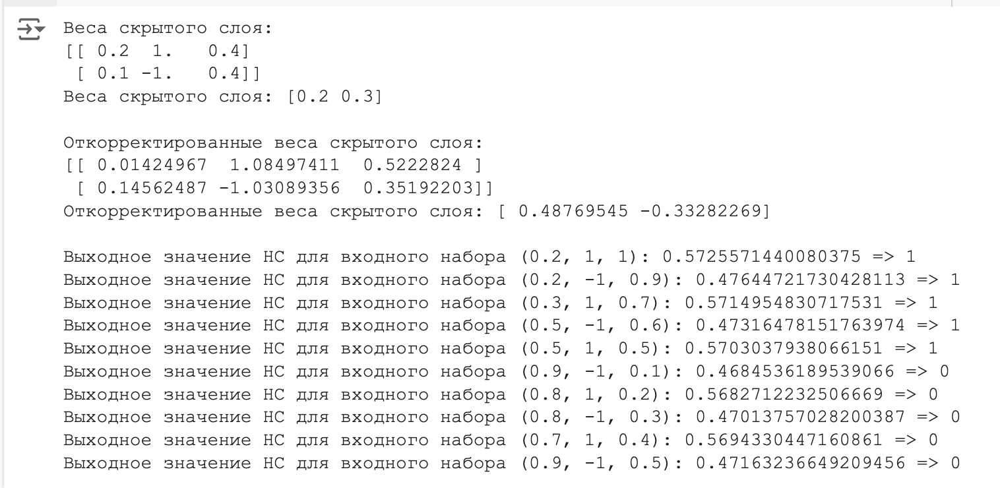 Веса скрытого слоя:
[[ 0.2  1.   0.4]
 [ 0.1 -1.   0.4]]
Веса скрытого слоя: [0.2 0.3]
Откорректированные веса скрытого слоя:
[[ 0.01424967  1.08497411  0.5222824 ]
 [ 0.14562487 -1.03089356  0.35192203]]
Откорректированные веса скрытого слоя: [ 0.48769545 -0.33282269]
Выходное значение НС для входного набора (0.2, 1, 1): 0.5725571440080375 => 1
Выходное значение НС для входного набора (0.2, -1, 0.9): 0.47644721730428113 => 1
Выходное значение НС для входного набора (0.3, 1, 0.7): 0.5714954830717531 => 1
Выходное значение НС для входного набора (0.5, -1, 0.6): 0.47316478151763974 => 1
Выходное значение НС для входного набора (0.5, 1, 0.5): 0.5703037938066151 => 1
Выходное значение НС для входного набора (0.9, -1, 0.1): 0.4684536189539066 => 0
Выходное значение НС для входного набора (0.8, 1, 0.2): 0.5682712232506669 => 0
Выходное значение НС для входного набора (0.8, -1, 0.3): 0.47013757028200387 => 0
Выходное значение НС для входного набора (0.7, 1, 0.4): 0.5694330447160861 => 0
Выходное значение НС для входного набора (0.9, -1, 0.5): 0.47163236649209456 => 0